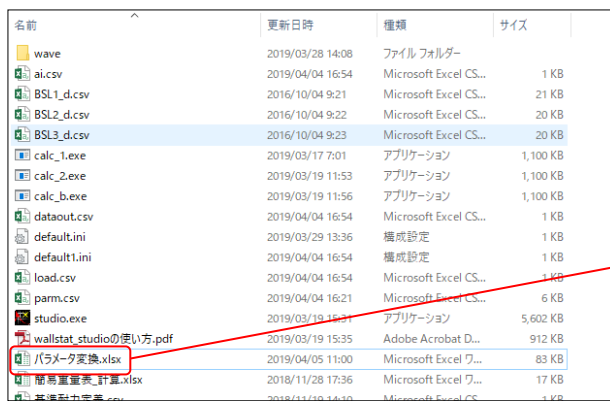 名前 更新日時 種類 サイズ
wave 2019/03/28 14:08 ファイル フォルダー
ai.csv 2019/04/04 16:54 Microsoft Excel CS... 1 KB
BSL1_d.csv 2016/10/04 9:21 Microsoft Excel CS... 21 KB
BSL2_d.csv 2016/10/04 9:22 Microsoft Excel CS... 20 KB
BSL3_d.csv 2016/10/04 9:23 Microsoft Excel CS... 20 KB
calc_1.exe 2019/03/17 7:01 アプリケーション 1,100 KB
calc_2.exe 2019/03/19 11:53 アプリケーション 1,100 KB
calc_b.exe 2019/03/19 11:56 アプリケーション 1,100 KB
dataout.csv 2019/04/04 16:54 Microsoft Excel CS... 1 KB
default.ini 2019/03/29 13:36 構成設定 1 KB
default1.ini 2019/04/04 16:54 構成設定 1 KB
load.csv 2019/04/04 16:54 Microsoft Excel CS... 1 KB
parm.csv 2019/04/04 16:21 Microsoft Excel CS... 6 KB
studio.exe 2019/03/19 15:31 アプリケーション 5,602 KB
wallstat_studioの使い方.pdf 2019/03/19 15:35 Adobe Acrobat D... 912 KB
パラメータ変換.xlsx 2019/04/05 11:00 Microsoft Excel ワ... 83 KB
簡易重量表_計算.xlsx 2018/11/28 17:36 Microsoft Excel ワ... 17 KB